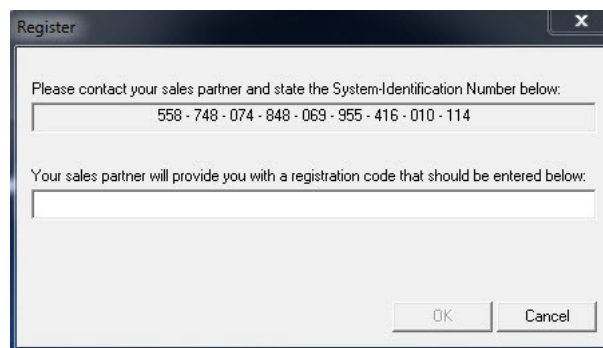 Register
Please contact your sales partner and state the System-Identification Number below:
558 - 748 - 074 - 848 - 069 - 955 - 416 - 010 - 114
Your sales partner will provide you with a registration code that should be entered below:
OK Cancel